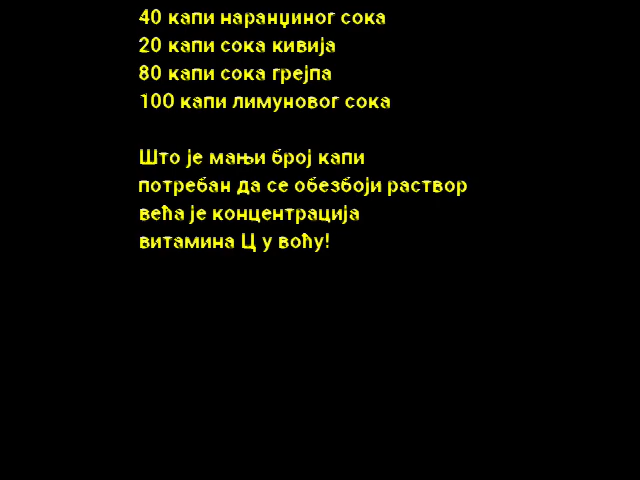 40 капи наранџиног сока
20 капи сока кивија
80 капи сока грејпа
100 капи лимуновог сока
Што је мањи број капи
потребан да се обезбоји раствор
већа је концентрација
витамина Ц у воћу!